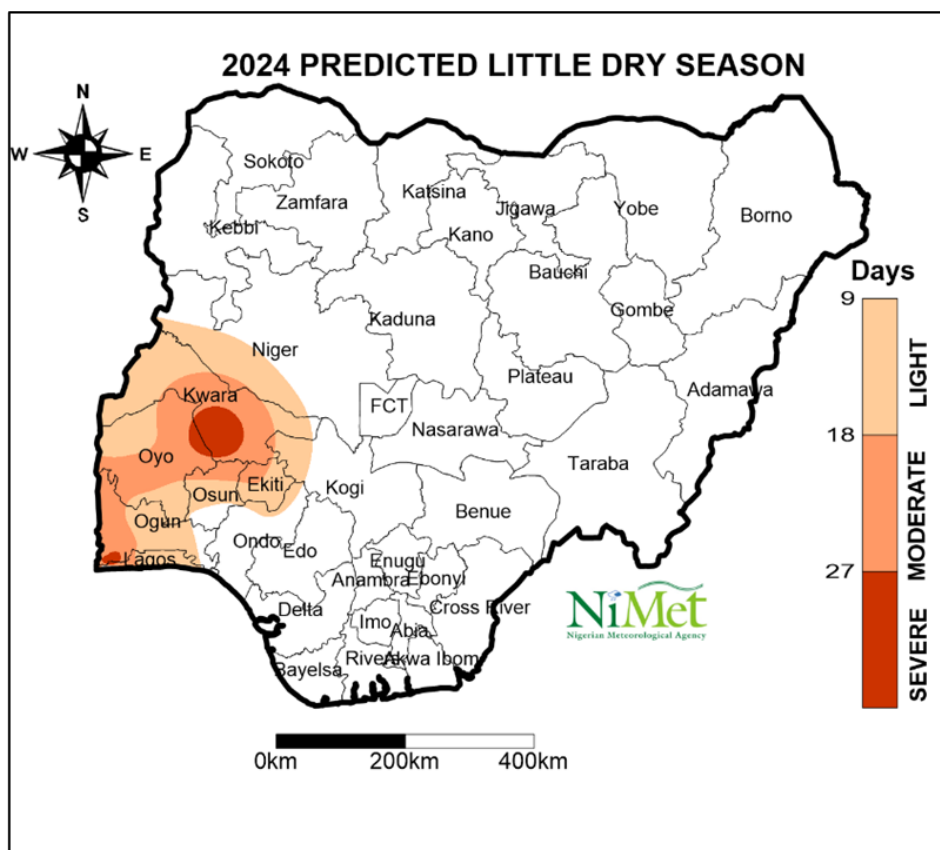 2024 PREDICTED LITTLE DRY SEASON
N
W
E
S
Sokoto
Zamfara
Kebbi
Katsina
Kano
Jigawa
Yobe
Borno
Bauchi
Gombe
Kaduna
Niger
Plateau
Adamawa
Kwara
FCT
Nasarawa
Taraba
Oyo
Osun
Ekiti
Kogi
Benue
Ogun
Ondo
Edo
Enugu
Lagos
Anambra
Ebonyi
Delta
Imo
Abia
Cross River
Bayelsa
Rivers
Akwa Ibom
Days
9
LIGHT
18
MODERATE
27
SEVERE
NiMet
Nigerian Meteorological Agency
0km
200km
400km